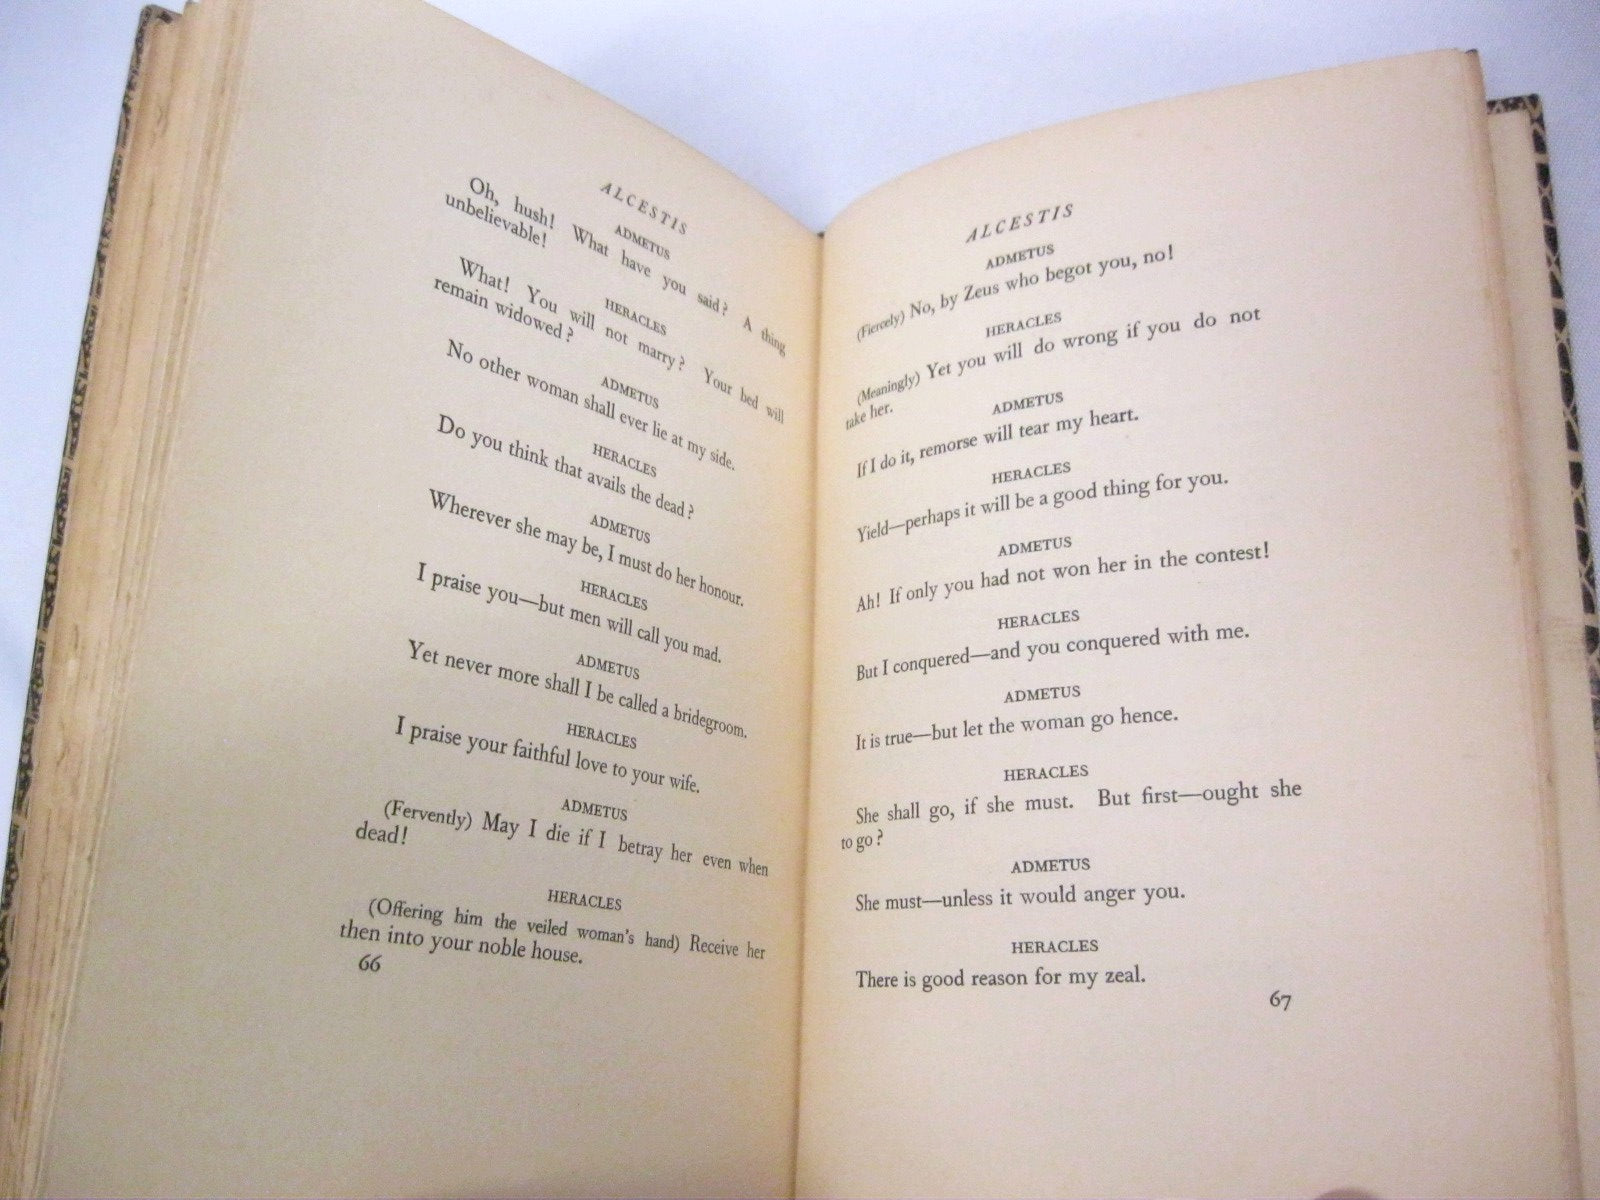 ALCESTIS
ADMETUS
Oh, hush! What have you said? A thing
unbelievable!
HERACLES
What! You will not marry? Your bed will
remain widowed?
ADMETUS
No other woman shall ever lie at my side.
HERACLES
Do you think that avails the dead?
ADMETUS
Wherever she may be, I must do her honour.
HERACLES
I praise you—but men will call you mad.
ADMETUS
Yet never more shall I be called a bridegroom.
HERACLES
I praise your faithful love to your wife.
ADMETUS
(Fervently) May I die if I betray her even when
dead!
HERACLES
(Offering him the veiled woman's hand) Receive her
then into your noble house.
66
ALCESTIS
ADMETUS
(Fiercely) No, by Zeus who begot you, no!
HERACLES
(Meaningly) Yet you will do wrong if you do not
take her.
ADMETUS
If I do it, remorse will tear my heart.
HERACLES
Yield—perhaps it will be a good thing for you.
ADMETUS
Ah! If only you had not won her in the contest!
HERACLES
But I conquered—and you conquered with me.
ADMETUS
It is true—but let the woman go hence.
HERACLES
She shall go, if she must. But first—ought she
to go?
ADMETUS
She must—unless it would anger you.
HERACLES
There is good reason for my zeal.
67